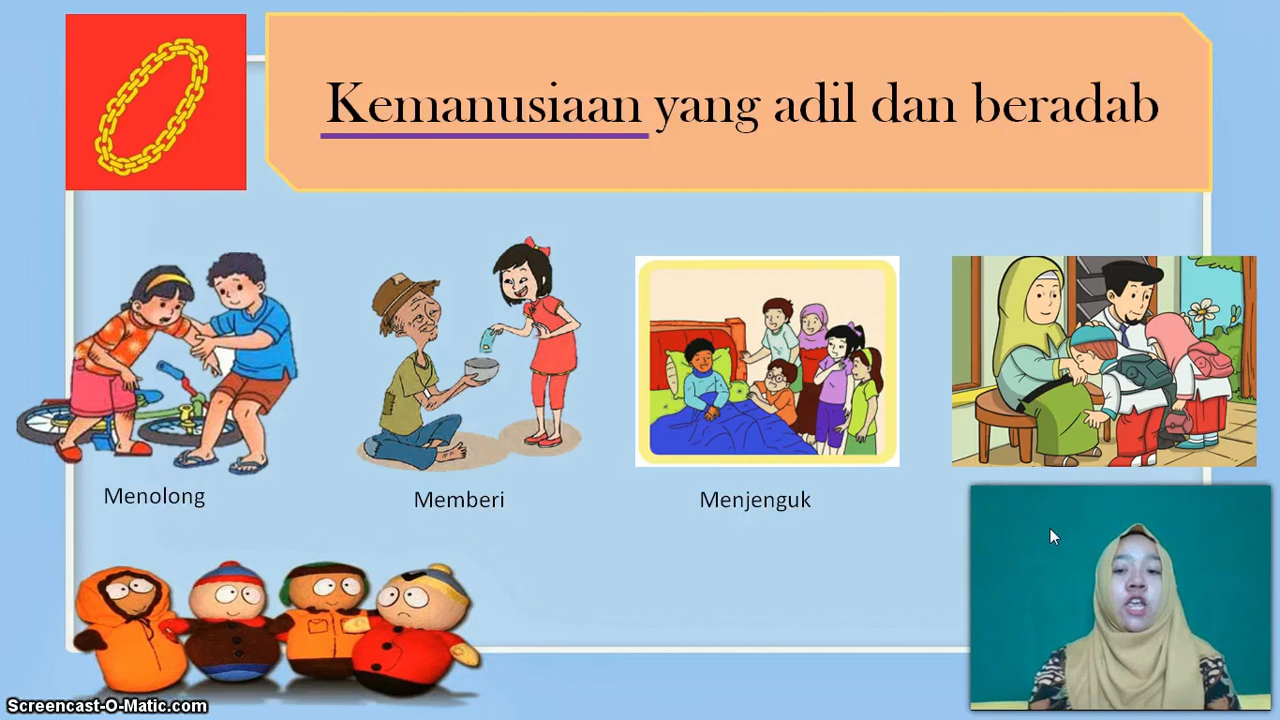 Kemanusiaan yang adil dan beradab
Menolong
Memberi
Menjenguk
Screencast-O-Matic.com